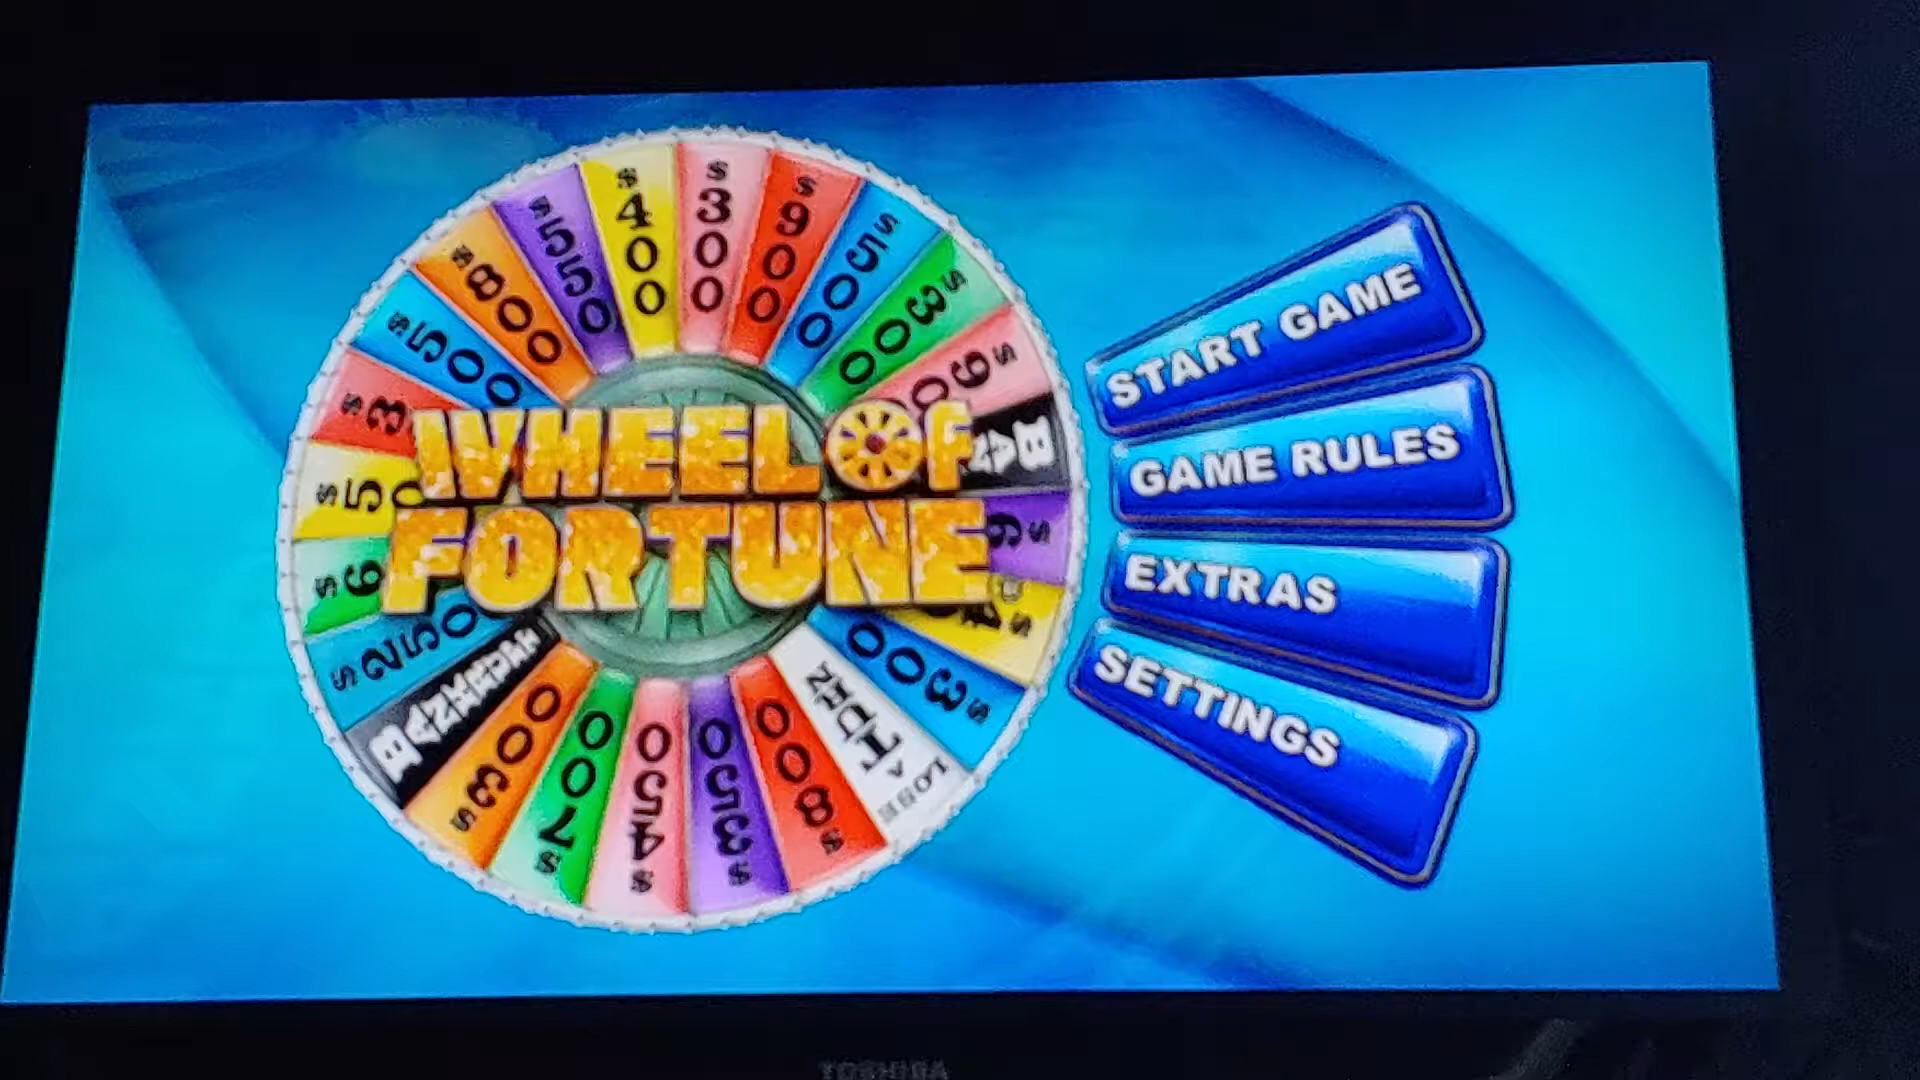 WHEEL OF
FORTUNE
START GAME
GAME RULES
EXTRAS
SETTINGS
$400
$300
$900
$500
$300
$300
$800
$350
$450
$700
$300
BANKRUPT
$250
$500
$800
$550
TOSHIBA